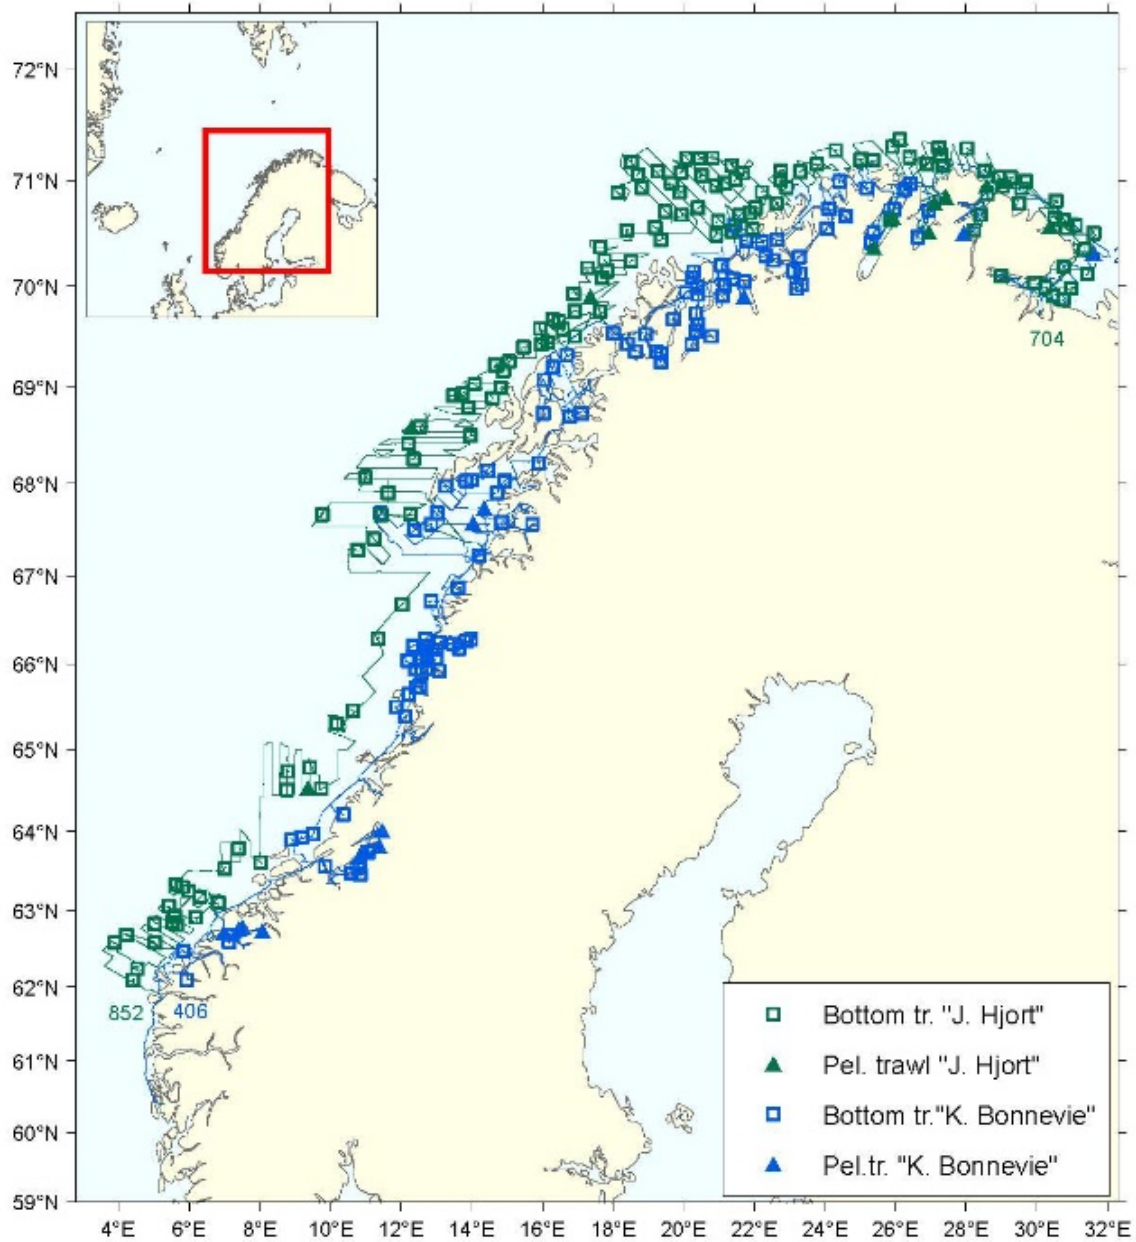 72°N
71°N
70°N
69°N
68°N
67°N
66°N
65°N
64°N
63°N
62°N
61°N
60°N
59°N
704
852 406
Bottom tr. "J. Hjort"
Pel. trawl "J. Hjort"
Bottom tr."K. Bonnevie"
Pel.tr. "K. Bonnevie"
4°E 6°E 8°E 10°E 12°E 14°E 16°E 18°E 20°E 22°E 24°E 26°E 28°E 30°E 32°E